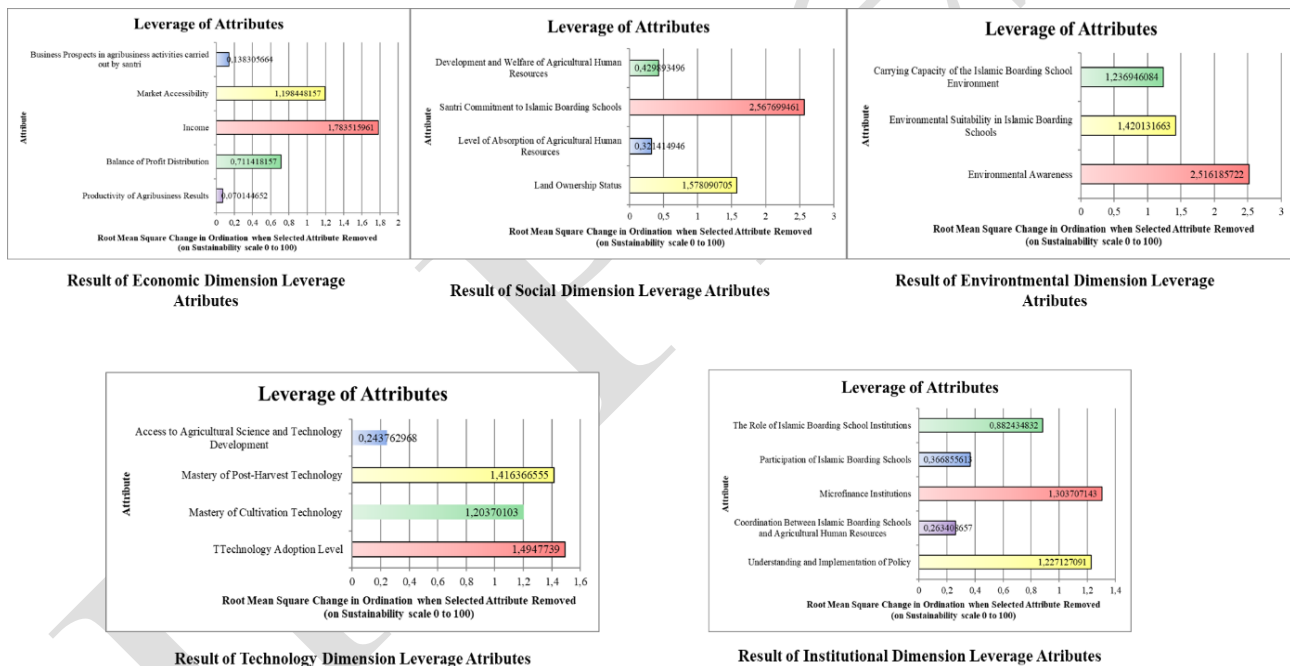 Leverage of Attributes
Business Prospects in agribusiness activities carried
out by santri
0,138305664
Market Accessibility
1,198448157
Income
1,783515961
Balance of Profit Distribution
0,711418157
Productivity of Agribusiness Results
0,070144652
Attribute
0 0,2 0,4 0,6 0,8 1 1,2 1,4 1,6 1,8 2
Root Mean Square Change in Ordination when Selected Attribute Removed
(on Sustainability scale 0 to 100)
Result of Economic Dimension Leverage
Atributes
Leverage of Attributes
Development and Welfare of Agricultural Human
Resources
0,429893496
Santri Commitment to Islamic Boarding Schools
2,567699461
Level of Absorption of Agricultural Human
Resources
0,321414946
Land Ownership Status
1,578090705
Attribute
0 0,5 1 1,5 2 2,5 3
Root Mean Square Change in Ordination when Selected Attribute Removed
(on Sustainability scale 0 to 100)
Result of Social Dimension Leverage Atributes
Leverage of Attributes
Carrying Capacity of the Islamic Boarding School
Environment
1,236946084
Environmental Suitability in Islamic Boarding
Schools
1,420131663
Environmental Awareness
2,516185722
Attribute
0 0,5 1 1,5 2 2,5 3
Root Mean Square Change in Ordination when Selected Attribute Removed
(on Sustainability scale 0 to 100)
Result of Environtmental Dimension Leverage
Atributes
Leverage of Attributes
Access to Agricultural Science and Technology
Development
0,243762968
Mastery of Post-Harvest Technology
1,416366555
Mastery of Cultivation Technology
1,20370103
TTechnology Adoption Level
1,4947739
Attribute
0 0,2 0,4 0,6 0,8 1 1,2 1,4 1,6
Root Mean Square Change in Ordination when Selected Attribute Removed
(on Sustainability scale 0 to 100)
Result of Technology Dimension Leverage Atributes
Leverage of Attributes
The Role of Islamic Boarding School Institutions
0,882434832
Participation of Islamic Boarding Schools
0,366855613
Microfinance Institutions
1,303707143
Coordination Between Islamic Boarding Schools
and Agricultural Human Resources
0,263408657
Understanding and Implementation of Policy
1,227127091
Attribute
0 0,2 0,4 0,6 0,8 1 1,2 1,4
Root Mean Square Change in Ordination when Selected Attribute Removed
(on Sustainability scale 0 to 100)
Result of Institutional Dimension Leverage Atributes